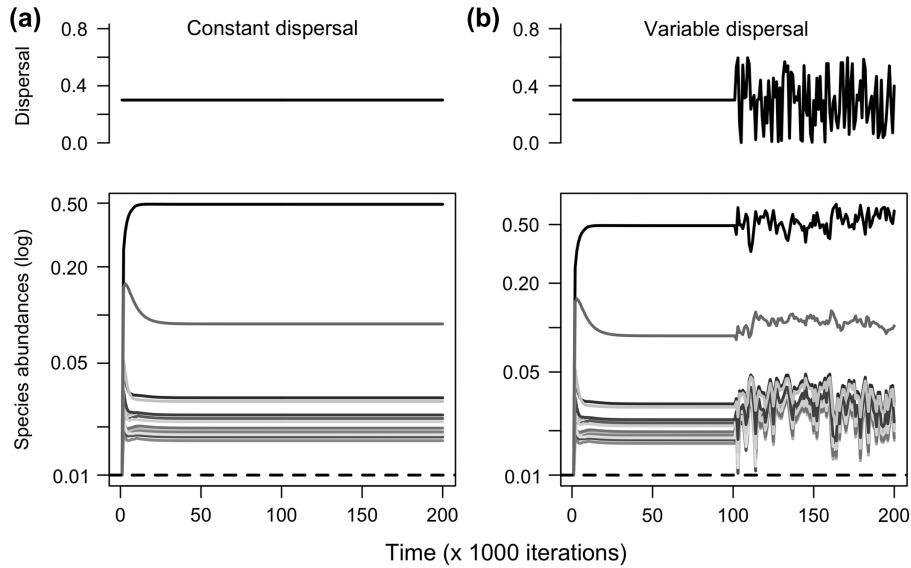 (a)
Constant dispersal
(b)
Variable dispersal
Dispersal
0.8
0.4
0.0
0.8
0.4
0.0
Species abundances (log)
0.50
0.20
0.05
0.01
0.50
0.20
0.05
0.01
0 50 100 150 200
0 50 100 150 200
Time (x 1000 iterations)